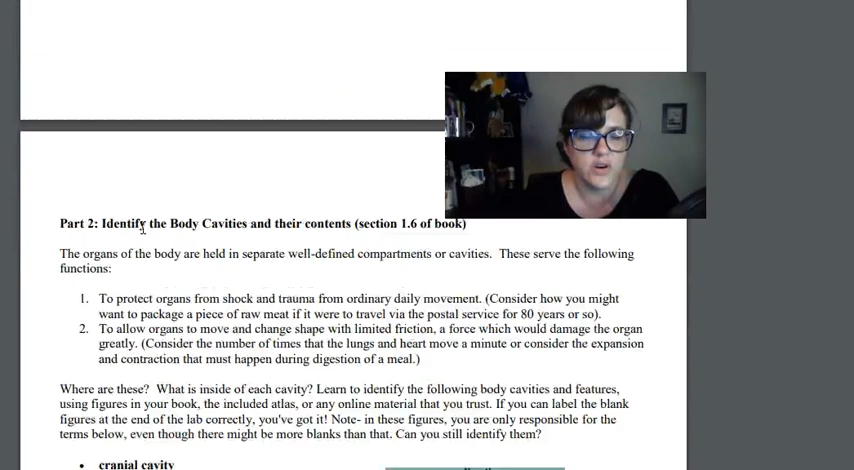 Part 2: Identify the Body Cavities and their contents (section 1.6 of book)
The organs of the body are held in separate well-defined compartments or cavities. These serve the following
functions:
1. To protect organs from shock and trauma from ordinary daily movement. (Consider how you might
want to package a piece of raw meat if it were to travel via the postal service for 80 years or so).
2. To allow organs to move and change shape with limited friction, a force which would damage the organ
greatly. (Consider the number of times that the lungs and heart move a minute or consider the expansion
and contraction that must happen during digestion of a meal.)
Where are these? What is inside of each cavity? Learn to identify the following body cavities and features,
using figures in your book, the included atlas, or any online material that you trust. If you can label the blank
figures at the end of the lab correctly, you've got it! Note- in these figures, you are only responsible for the
terms below, even though there might be more blanks than that. Can you still identify them?
• cranial cavity